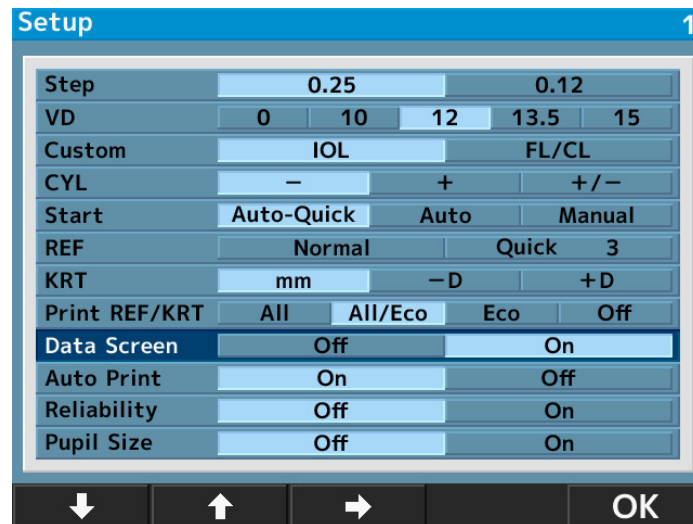 Setup 1
Step 0.25 0.12
VD 0 10 12 13.5 15
Custom IOL FL/CL
CYL − + +/−
Start Auto-Quick Auto Manual
REF Normal Quick 3
KRT mm −D +D
Print REF/KRT All All/Eco Eco Off
Data Screen Off On
Auto Print On Off
Reliability Off On
Pupil Size Off On
OK